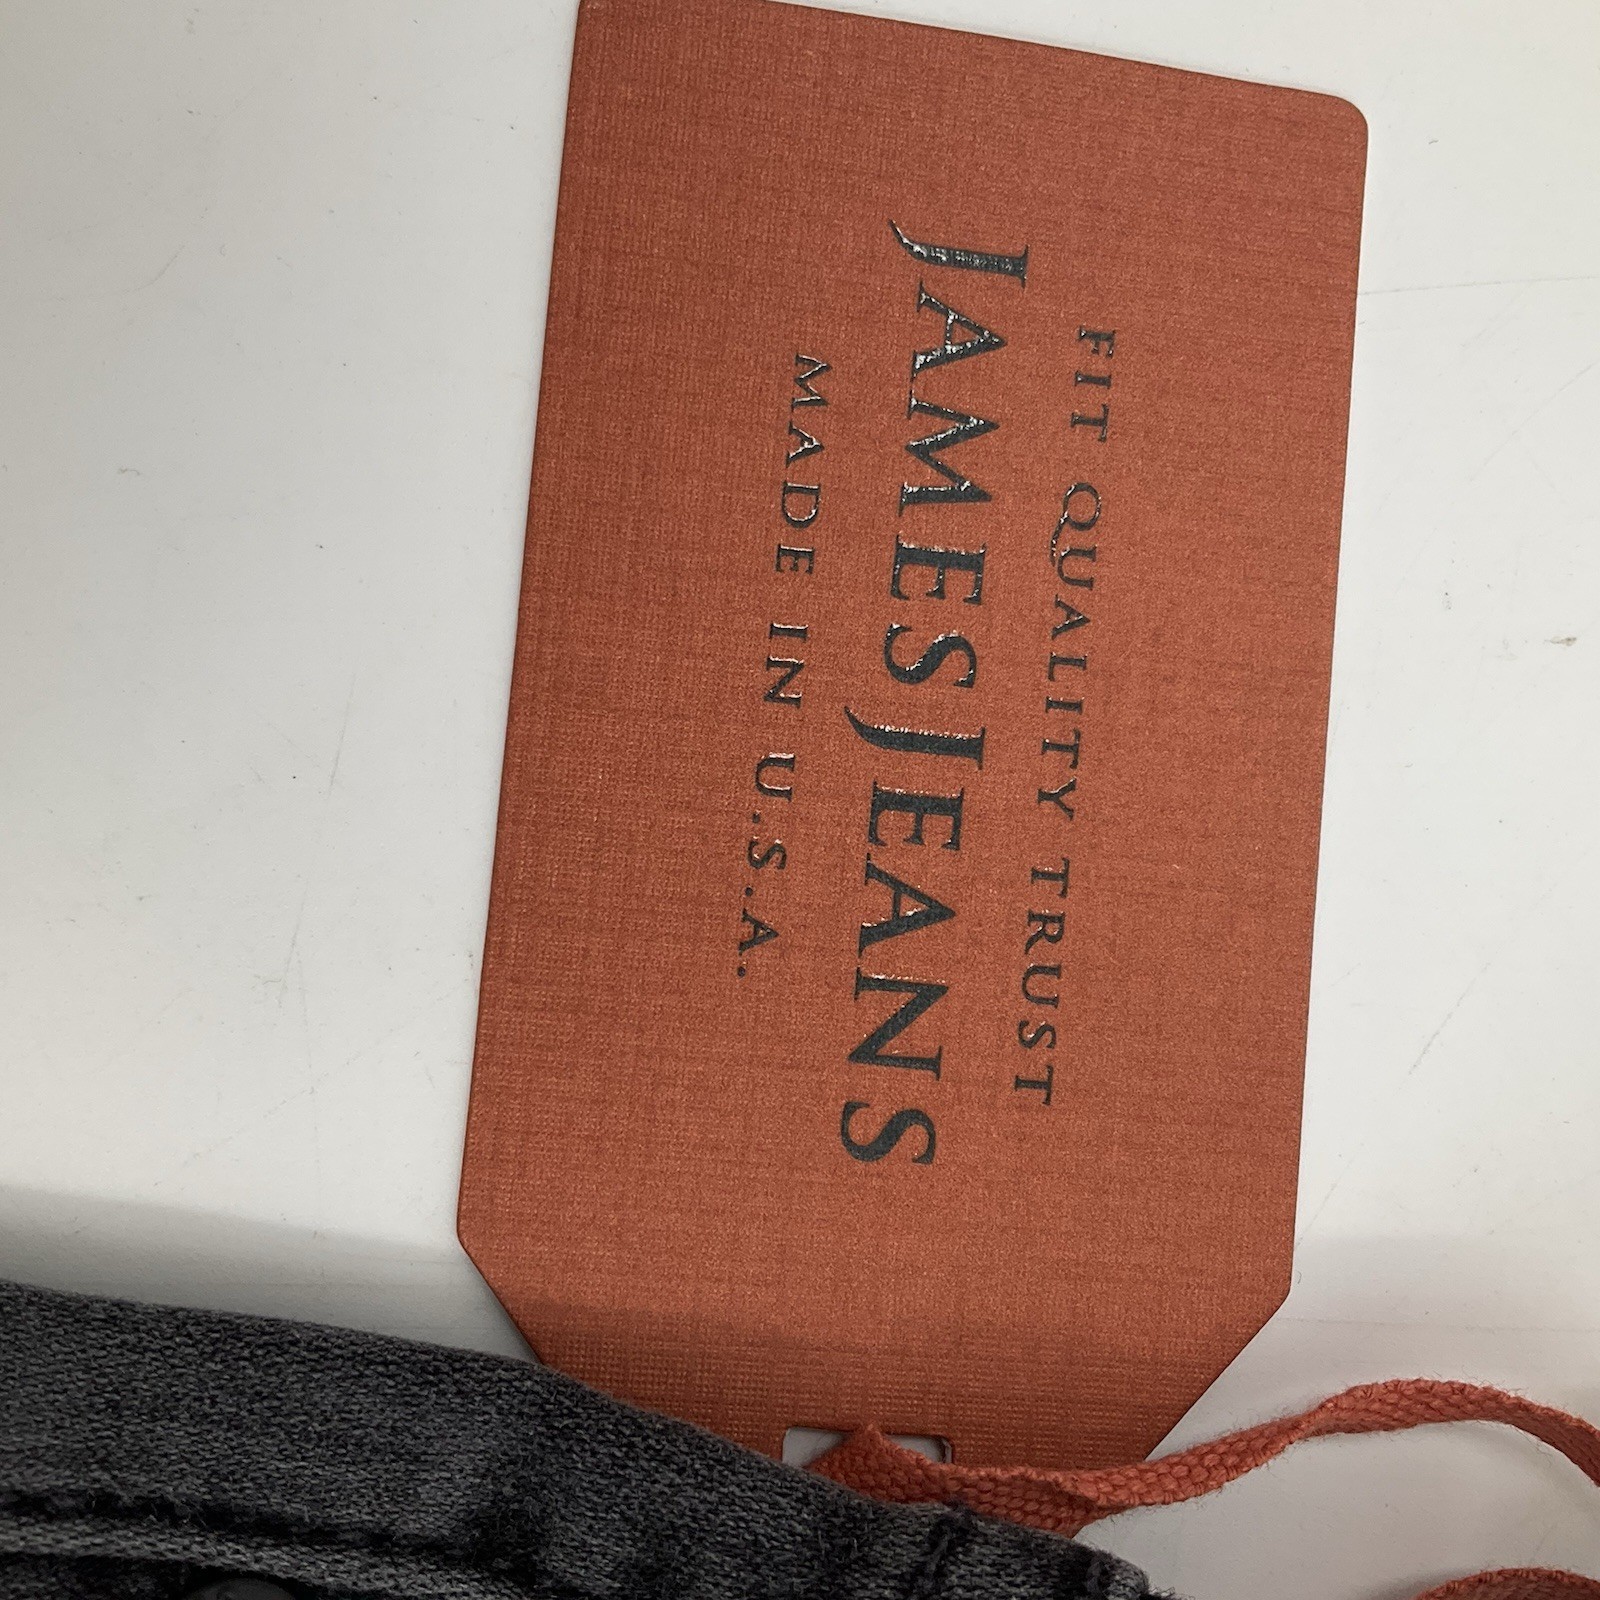 FIT QUALITY TRUST
JAMES JEANS
MADE IN U.S.A.